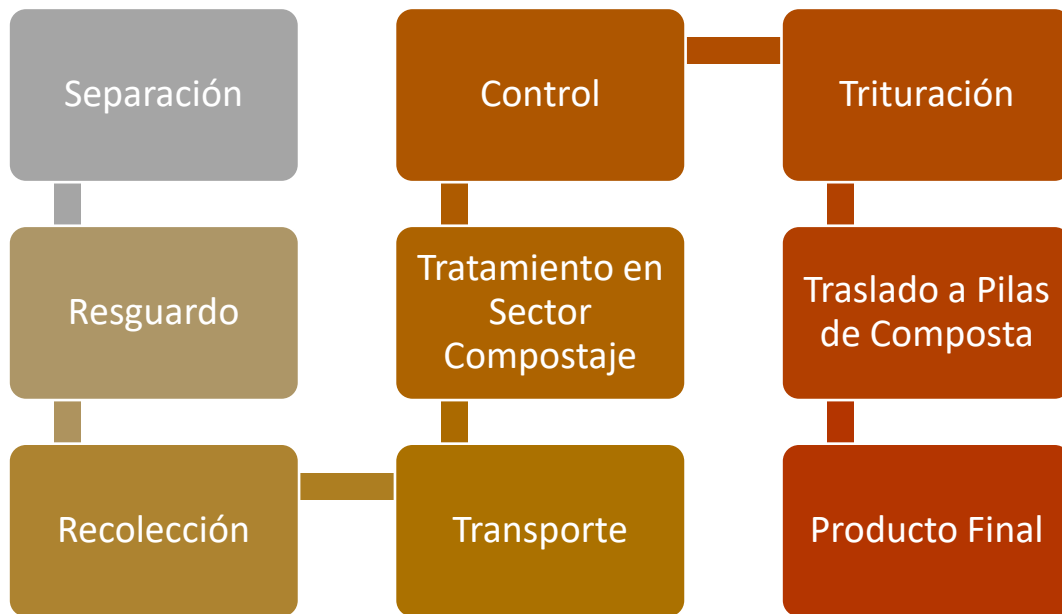 Separación
Resguardo
Recolección
Transporte
Tratamiento en
Sector
Compostaje
Control
Trituración
Traslado a Pilas
de Composta
Producto Final